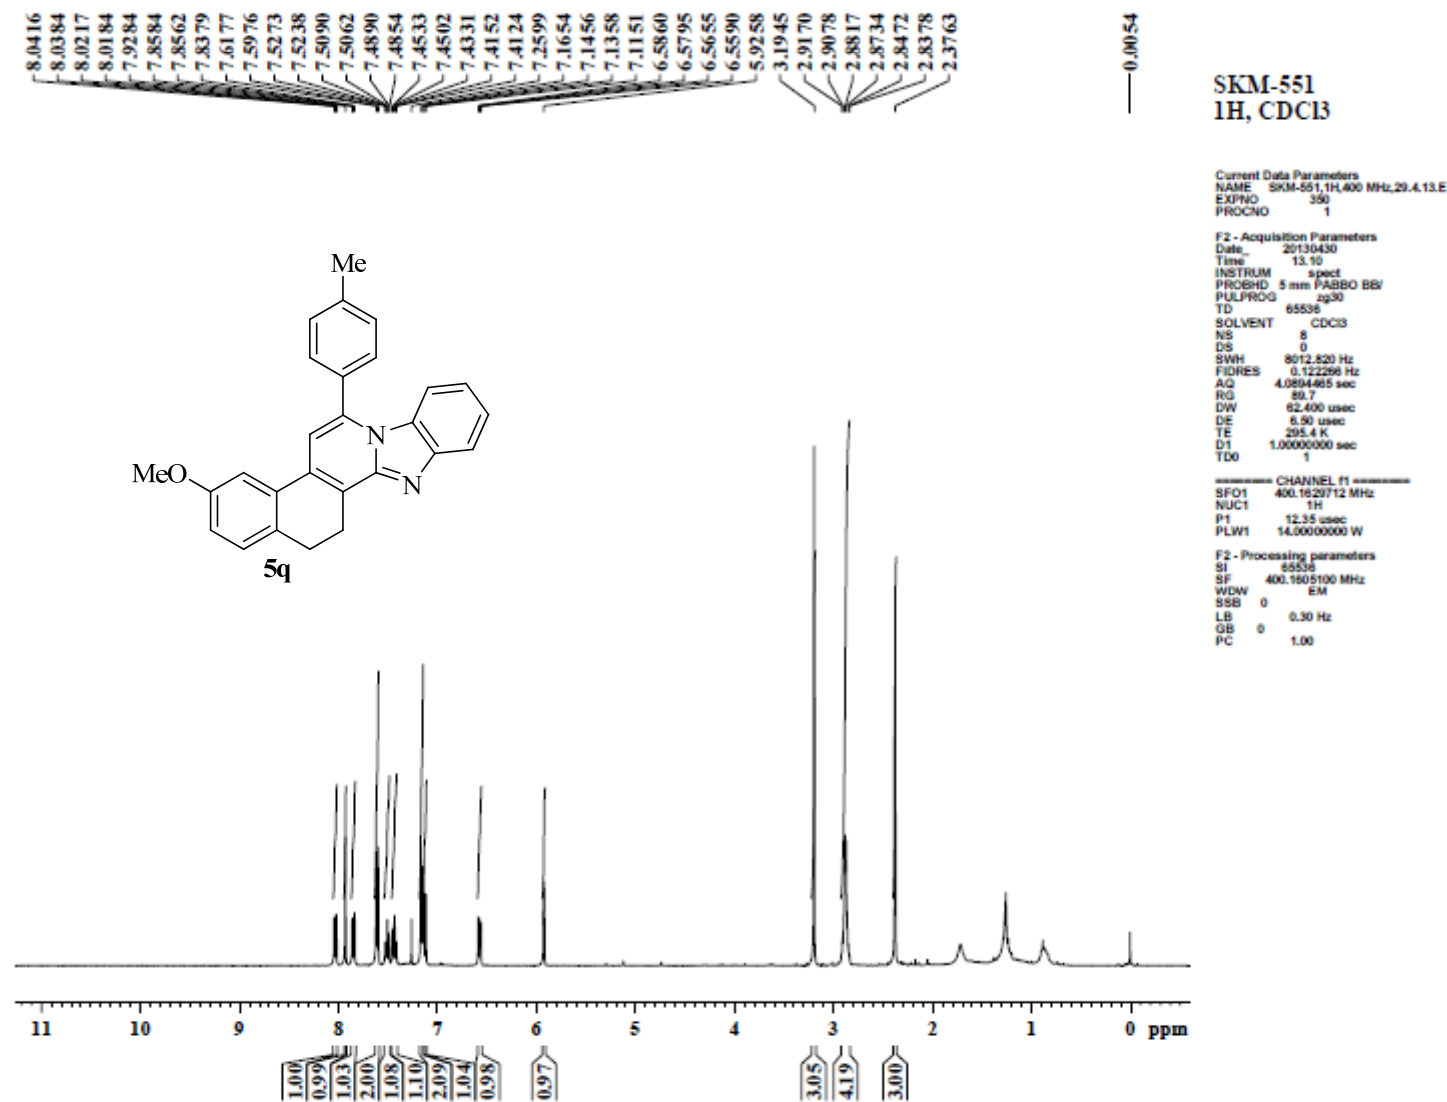 8.0416
8.0384
8.0217
8.0184
7.9284
7.8584
7.8562
7.8379
7.6177
7.5976
7.5273
7.5238
7.5090
7.5062
7.4890
7.4854
7.4533
7.4502
7.4331
7.4152
7.4124
7.2599
7.1654
7.1456
7.1358
7.1151
6.5860
6.5795
6.5655
6.5590
5.9258
3.1945
2.9170
2.9078
2.8817
2.8734
2.8472
2.8378
2.3763
-0.0054
SKM-551
1H, CDCl3
Current Data Parameters
NAME SKM-551,1H,400 MHz,29.4.13.E
EXPNO 350
PROCNO 1
F2 - Acquisition Parameters
Date_ 20130430
Time 13.10
INSTRUM spect
PROBHD 5 mm PABBO BB/
PULPROG zg30
TD 65536
SOLVENT CDCl3
NS 8
DS 0
SWH 8012.820 Hz
FIDRES 0.122266 Hz
AQ 4.0894465 sec
RG 89.7
DW 62.400 usec
DE 6.50 usec
TE 295.4 K
D1 1.00000000 sec
TD0 1
======== CHANNEL f1 ========
SFO1 400.1629712 MHz
NUC1 1H
P1 12.35 usec
PLW1 14.00000000 W
F2 - Processing parameters
SI 65536
SF 400.1605100 MHz
WDW EM
SSB 0
LB 0.30 Hz
GB 0
PC 1.00
Me
N
MeO
N
5q
11 10 9 8 7 6 5 4 3 2 1 0 ppm
1.00
0.99
1.03
2.00
1.08
1.10
2.09
1.04
0.98
0.97
3.05
4.19
3.00